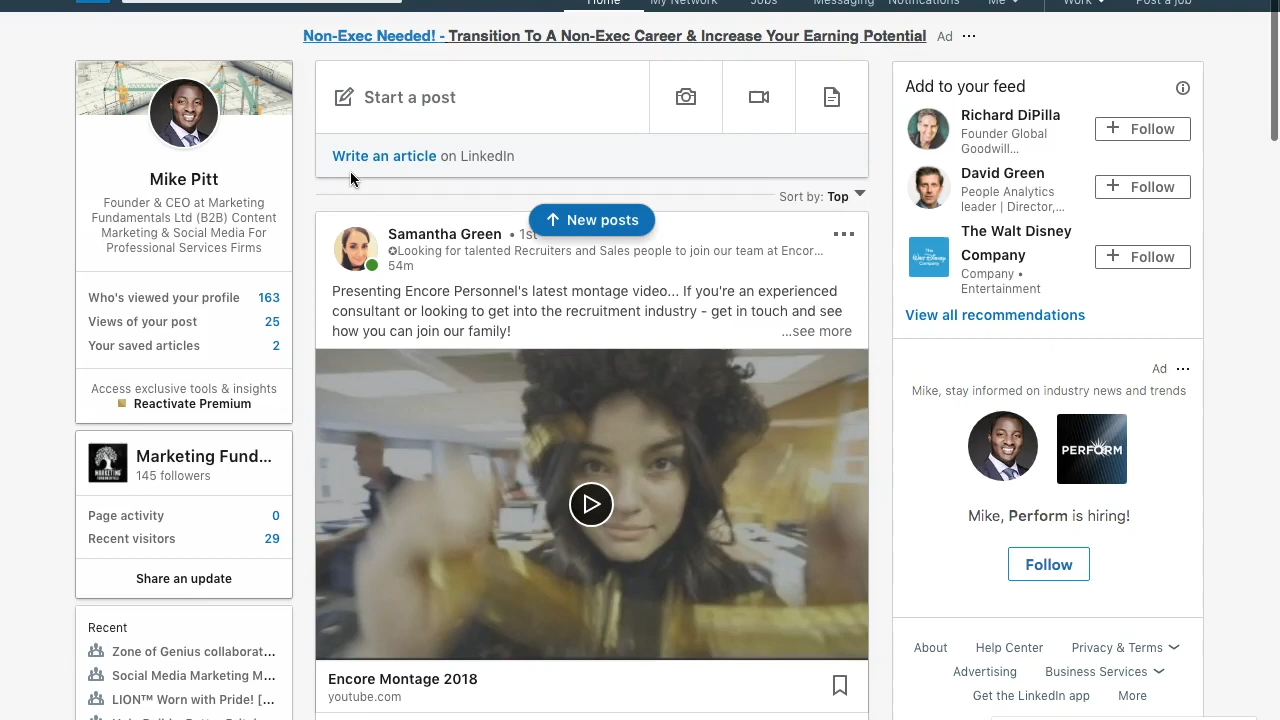 Home
My Network
Jobs
Messaging
Notifications
Me
Work
Post a job
Non-Exec Needed! - Transition To A Non-Exec Career & Increase Your Earning Potential
Ad
Mike Pitt
Founder & CEO at Marketing
Fundamentals Ltd (B2B) Content
Marketing & Social Media For
Professional Services Firms
Who's viewed your profile 163
Views of your post 25
Your saved articles 2
Access exclusive tools & insights
Reactivate Premium
Marketing Fund...
145 followers
Page activity 0
Recent visitors 29
Share an update
Recent
Zone of Genius collaborat...
Social Media Marketing M...
LION™ Worn with Pride! [...
Start a post
Write an article on LinkedIn
Sort by: Top
New posts
Samantha Green • 1st
✪Looking for talented Recruiters and Sales people to join our team at Encor...
54m
Presenting Encore Personnel's latest montage video... If you're an experienced
consultant or looking to get into the recruitment industry - get in touch and see
how you can join our family!
...see more
Encore Montage 2018
youtube.com
Add to your feed
Richard DiPilla
Founder Global
Goodwill...
Follow
David Green
People Analytics
leader | Director,...
Follow
The Walt Disney
Company
Company •
Entertainment
Follow
View all recommendations
Ad
Mike, stay informed on industry news and trends
PERFORM
Mike, Perform is hiring!
Follow
About
Help Center
Privacy & Terms
Advertising
Business Services
Get the LinkedIn app
More